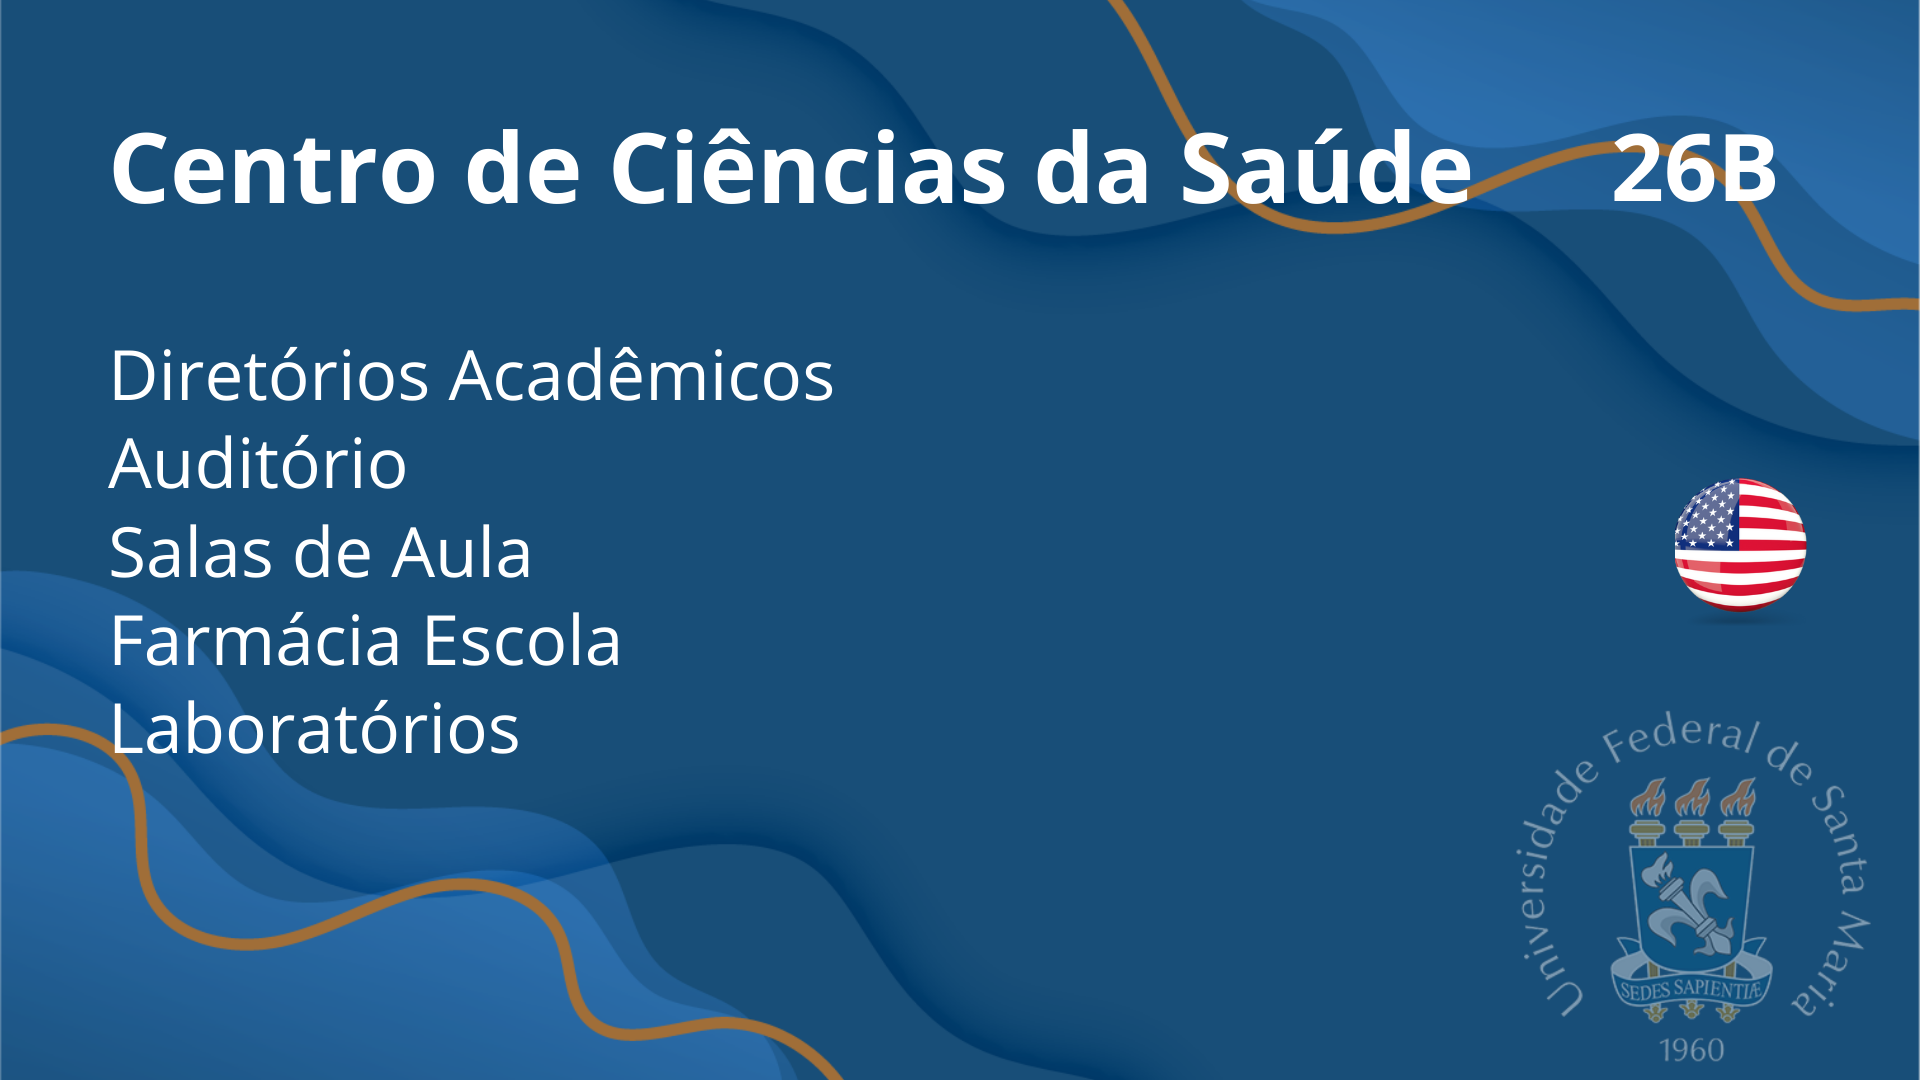 Centro de Ciências da Saúde 26B
Diretórios Acadêmicos
Auditório
Salas de Aula
Farmácia Escola
Laboratórios
Universidade Federal de Santa Maria
SEDES SAPIENTIÆ
1960